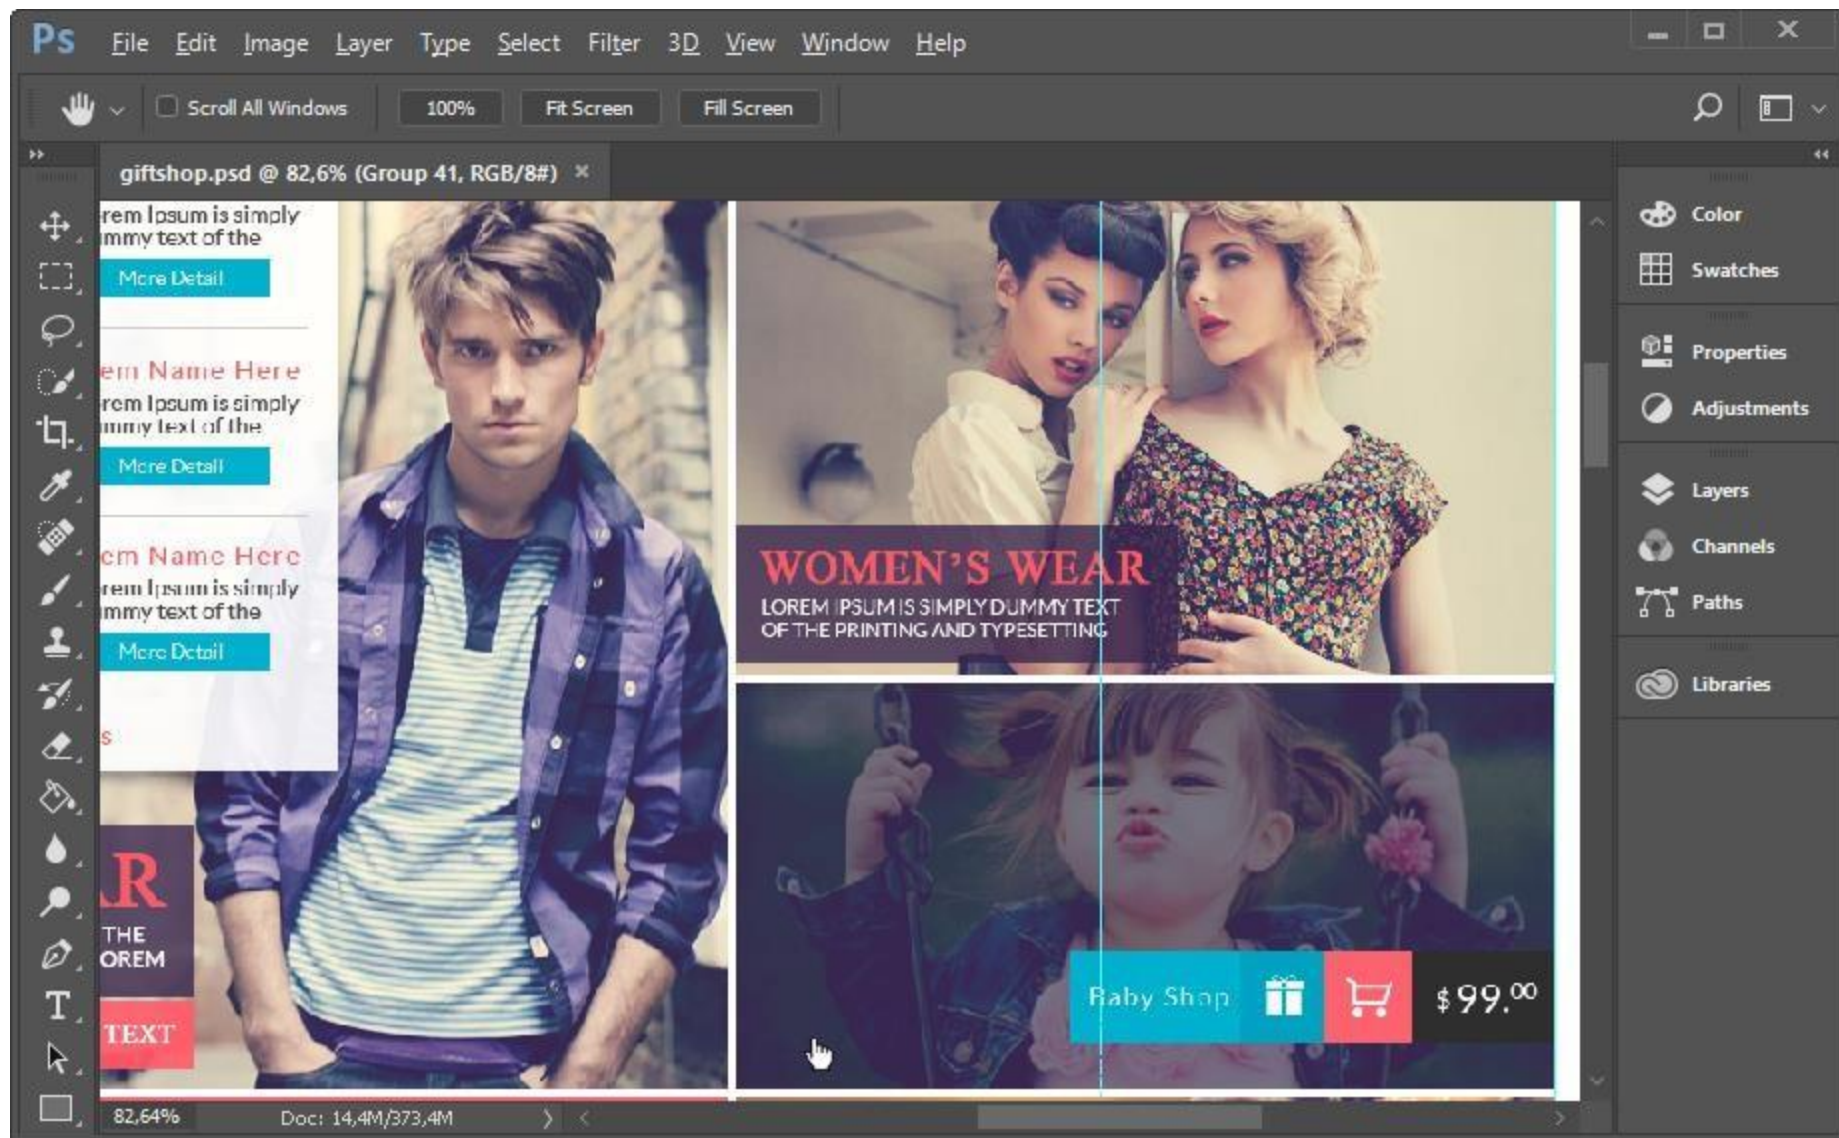 Ps File Edit Image Layer Type Select Filter 3D View Window Help
Scroll All Windows 100% Fit Screen Fill Screen
giftshop.psd @ 82,6% (Group 41, RGB/8#)
rem Ipsum is simply
mmy text of the
More Detail
em Name Here
rem Ipsum is simply
mmy text of the
More Detail
em Name Here
rem Ipsum is simply
mmy text of the
More Detail
s
AR
THE
OREM
TEXT
WOMEN'S WEAR
LOREM IPSUM IS SIMPLY DUMMY TEXT
OF THE PRINTING AND TYPESETTING
Baby Shop
$99.00
Color
Swatches
Properties
Adjustments
Layers
Channels
Paths
Libraries
82,64% Doc: 14,4M/373,4M